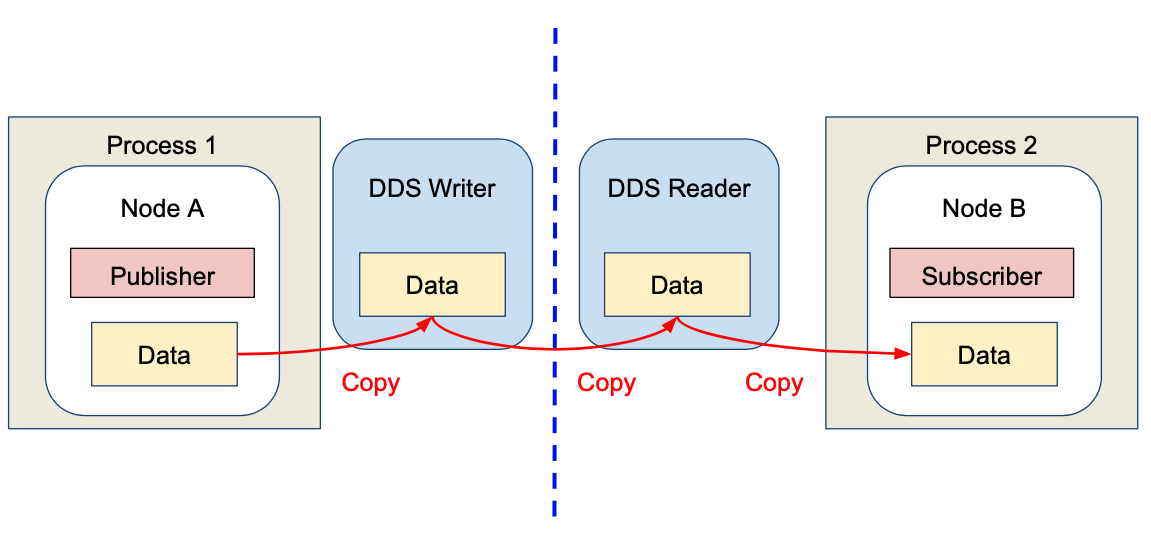 Process 1
Node A
Publisher
Data
DDS Writer
Data
Copy
DDS Reader
Data
Copy
Copy
Process 2
Node B
Subscriber
Data